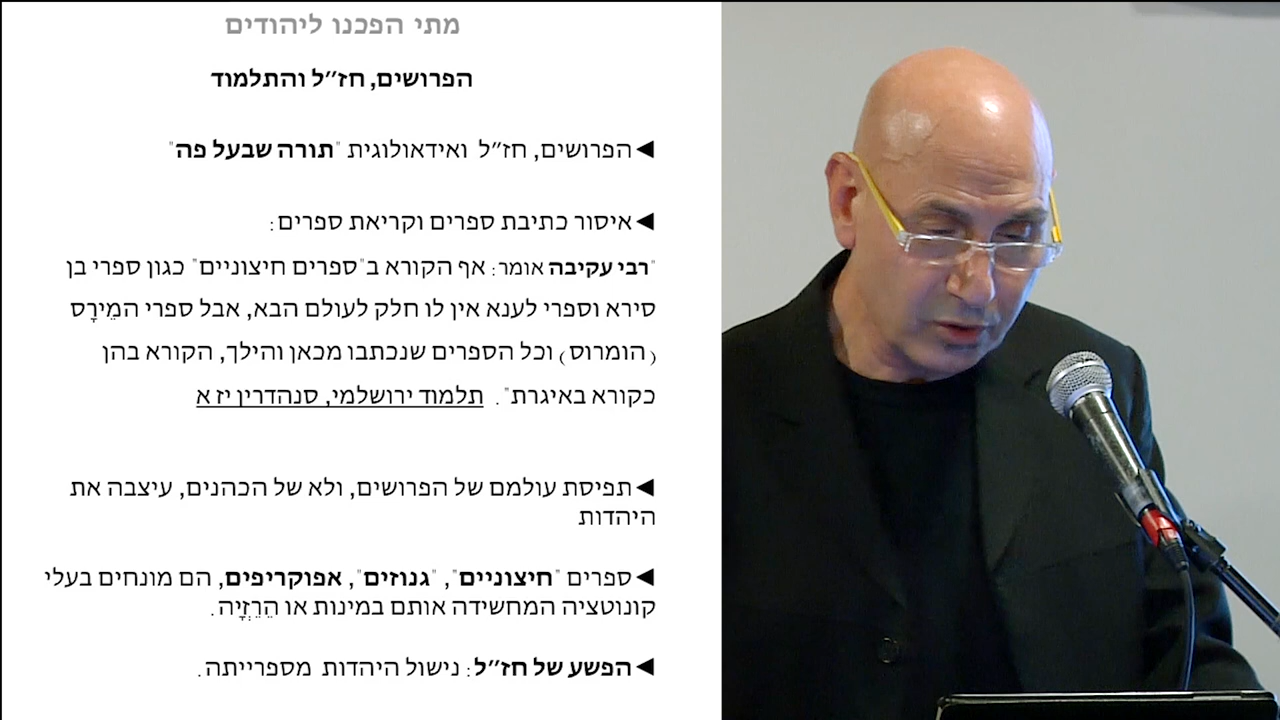 מתי הפכנו ליהודים
הפרושים, חז״ל והתלמוד
◄הפרושים, חז״ל ואידאולוגית "תורה שבעל פה"
◄איסור כתיבת ספרים וקריאת ספרים:
"רבי עקיבה אומר: אף הקורא ב"ספרים חיצוניים" כגון ספרי בן
סירא וספרי לענא אין לו חלק לעולם הבא, אבל ספרי המֵירָס
(הומרוס) וכל הספרים שנכתבו מכאן והילך, הקורא בהן
כקורא באיגרת". תלמוד ירושלמי, סנהדרין יז א
◄תפיסת עולמם של הפרושים, ולא של הכהנים, עיצבה את
היהדות
◄ספרים "חיצוניים", "גנוזים", אפוקריפים, הם מונחים בעלי
קונוטציה המחשידה אותם במינות או הֵרֵזְיָה.
◄הפשע של חז״ל: נישול היהדות מספרייתה.